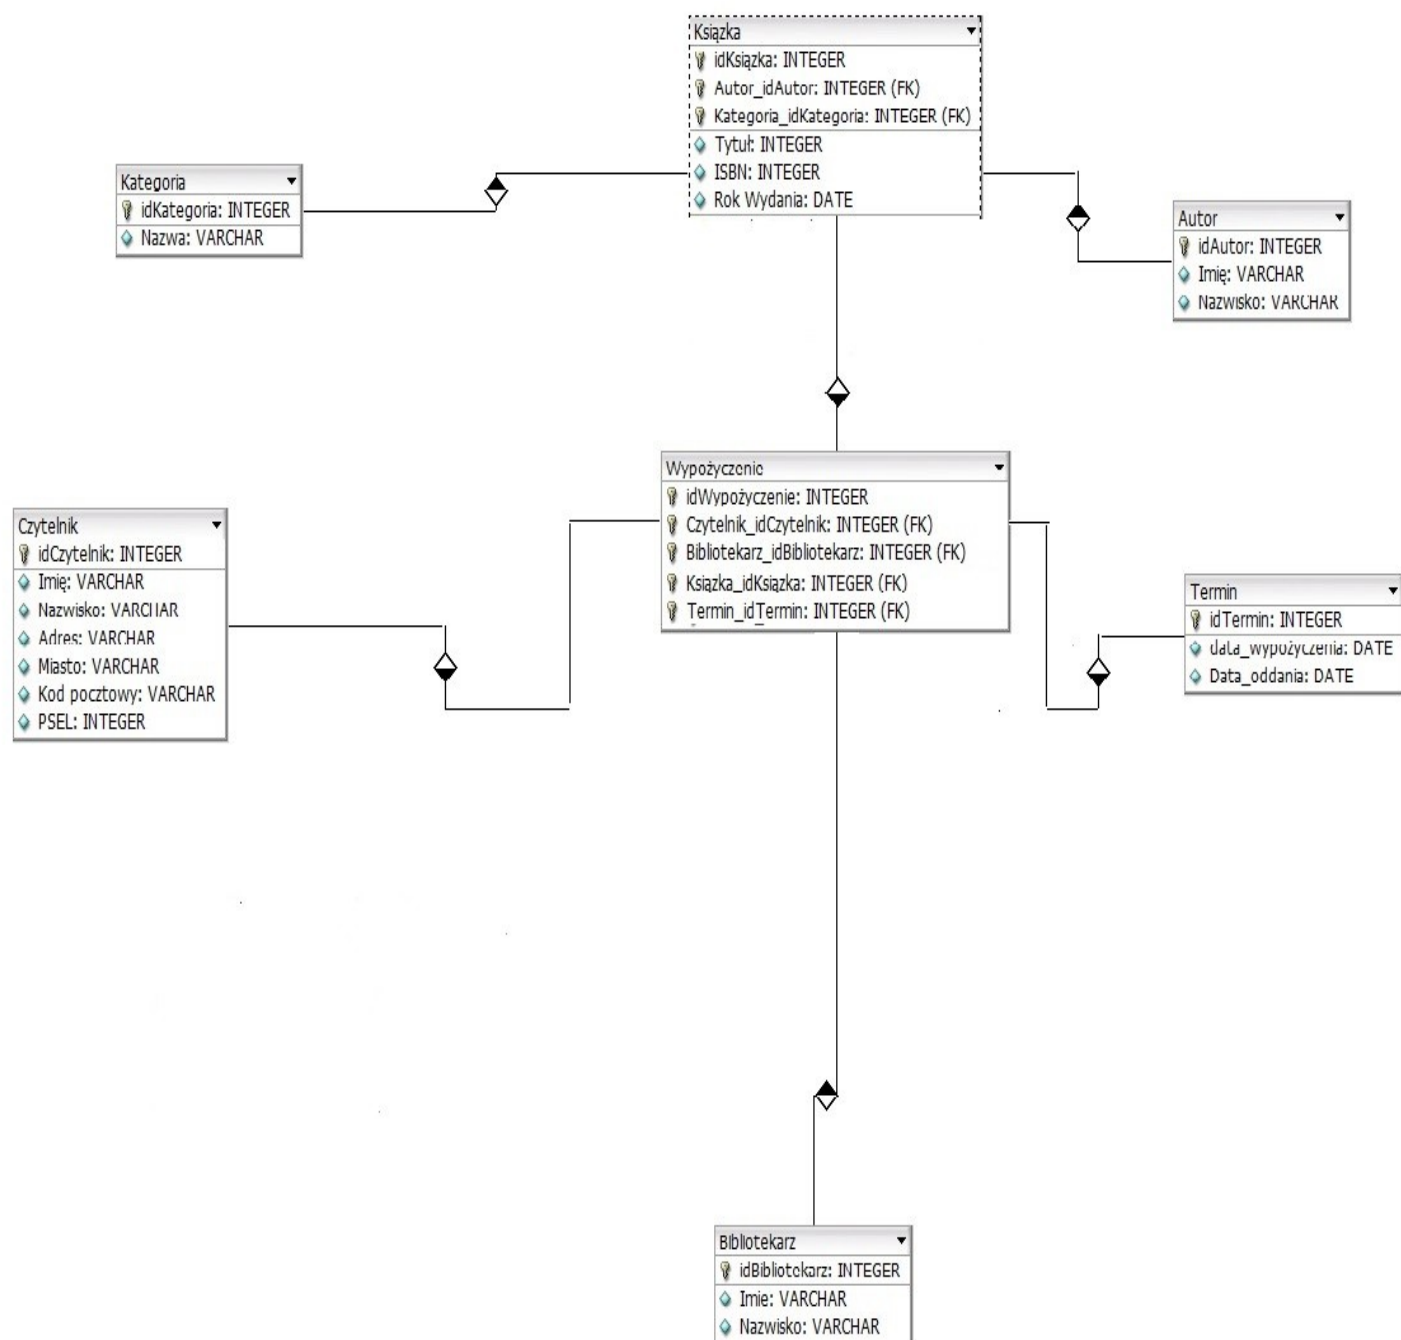 Ksiązka
idKsiązka: INTEGER
Autor_idAutor: INTEGER (FK)
Kategoria_idKategoria: INTEGER (FK)
Tytuł: INTEGER
ISBN: INTEGER
Rok Wydania: DATE
Kategoria
idKategoria: INTEGER
Nazwa: VARCHAR
Autor
idAutor: INTEGER
Imię: VARCHAR
Nazwisko: VARCHAR
Wypożyczenie
idWypożyczenie: INTEGER
Czytelnik_idCzytelnik: INTEGER (FK)
Bibliotekarz_idBibliotekarz: INTEGER (FK)
Ksiązka_idKsiązka: INTEGER (FK)
Termin_idTermin: INTEGER (FK)
Czytelnik
idCzytelnik: INTEGER
Imię: VARCHAR
Nazwisko: VARCHAR
Adres: VARCHAR
Miasto: VARCHAR
Kod pocztowy: VARCHAR
PSEL: INTEGER
Termin
idTermin: INTEGER
data_wypożyczenia: DATE
Data_oddania: DATE
Bibliotekarz
idBibliotekarz: INTEGER
Imie: VARCHAR
Nazwisko: VARCHAR